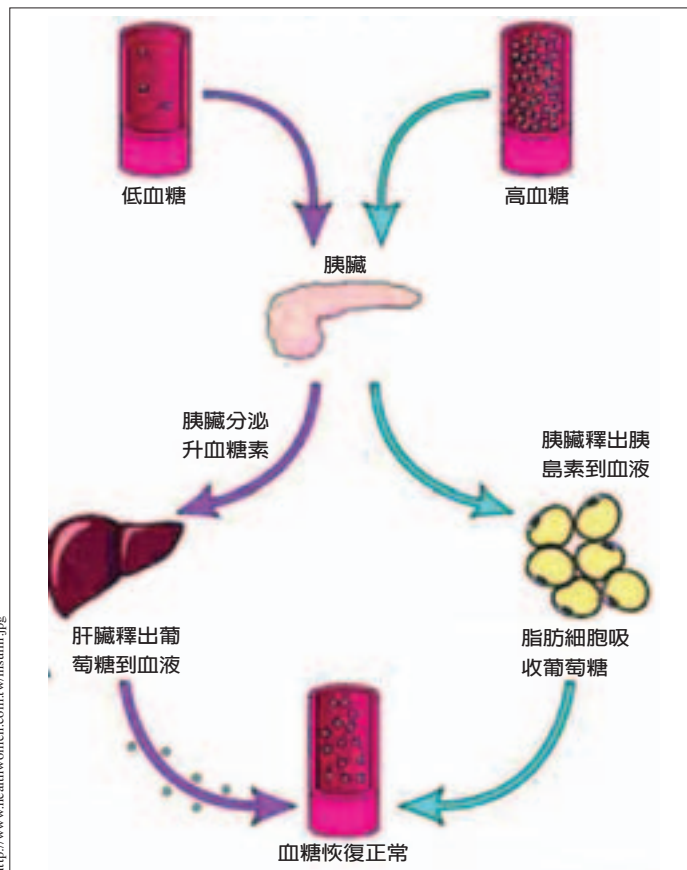 低血糖
高血糖
胰臟
胰臟分泌
升血糖素
胰臟釋出胰
島素到血液
肝臟釋出葡
萄糖到血液
脂肪細胞吸
收葡萄糖
血糖恢復正常